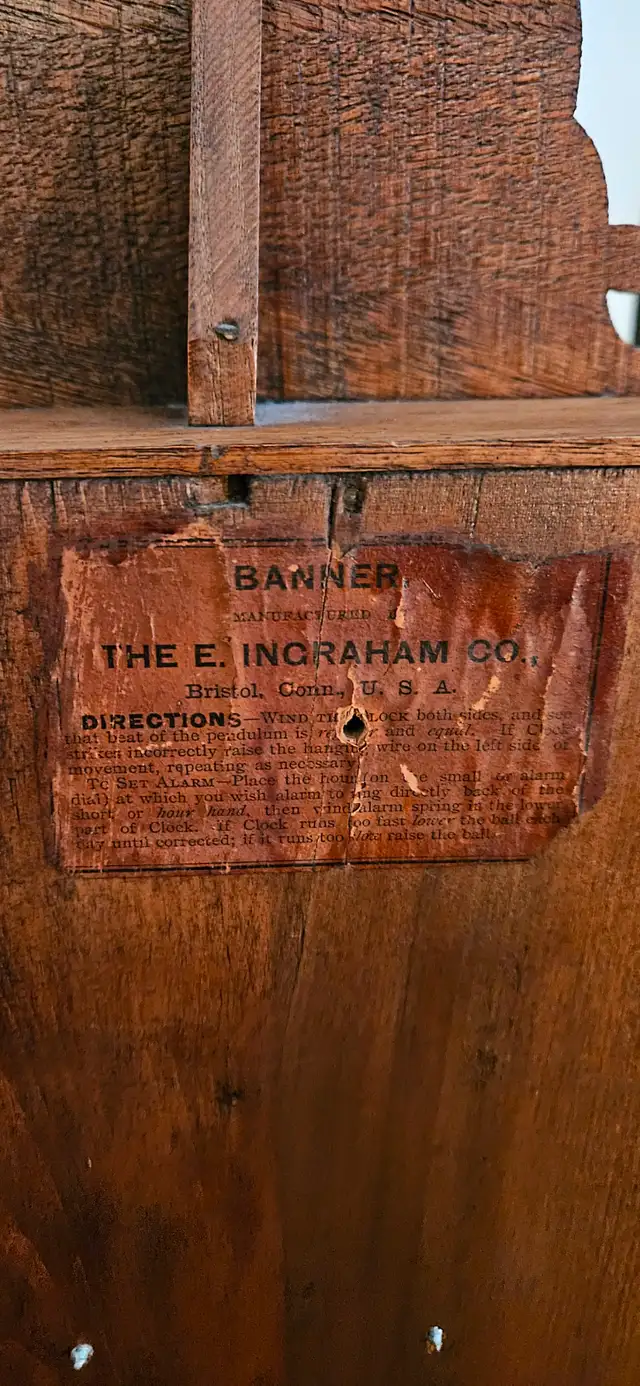 BANNER.
MANUFACTURED
THE E. INGRAHAM CO.,
Bristol, Conn., U. S. A.
DIRECTIONS—WIND BOTH sides, and see
that beat of the pendulum is and equal. If Clock
strikes incorrectly raise the hanging wire on the left side of
movement, repeating as necessary.
To Set Alarm—Place the hour (on the small or alarm
dial) at which you wish alarm to ring directly back of the
short or hour hand, then wind alarm spring in the lower
part of Clock. If Clock runs too fast lower the ball each
day until corrected; if it runs too slow raise the ball.